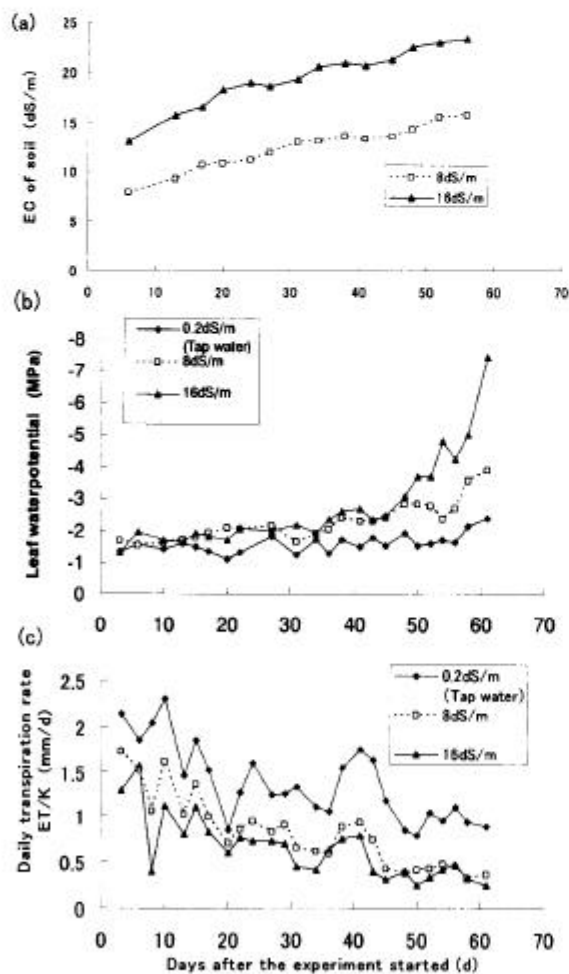 (a)
25
20
15
10
5
0
EC of soil (dS/m)
8dS/m
16dS/m
0 10 20 30 40 50 60 70
(b)
-8
-7
-6
-5
-4
-3
-2
-1
0
Leaf waterpotential (MPa)
0.2dS/m
(Tap water)
8dS/m
16dS/m
0 10 20 30 40 50 60 70
(c)
2.5
2
1.5
1
0.5
0
Daily transpiration rate
ET/K (mm/d)
0.2dS/m
(Tap water)
8dS/m
16dS/m
0 10 20 30 40 50 60 70
Days after the experiment started (d)